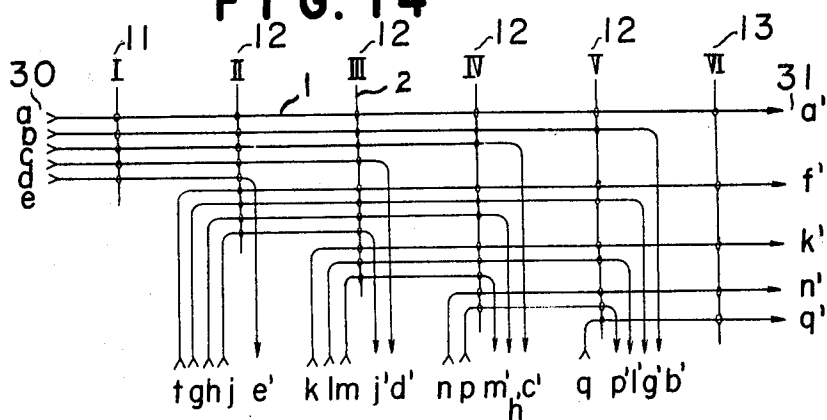 FIG. 14
11 12 12 12 12 13
I II III IV V VI
30 1 2 31
a a'
b
c
d f'
e
k'
n'
q'
t g h j e' k l m j' d' n p m' c' q p' l' g' b'
h'